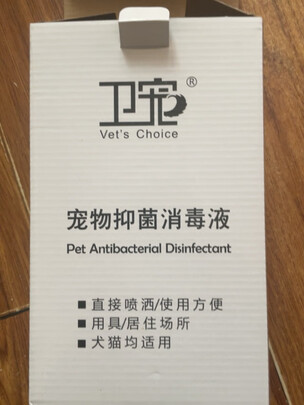 卫宠®
Vet's Choice
宠物抑菌消毒液
Pet Antibacterial Disinfectant
■ 直接喷洒/使用方便
■ 用具/居住场所
■ 犬猫均适用